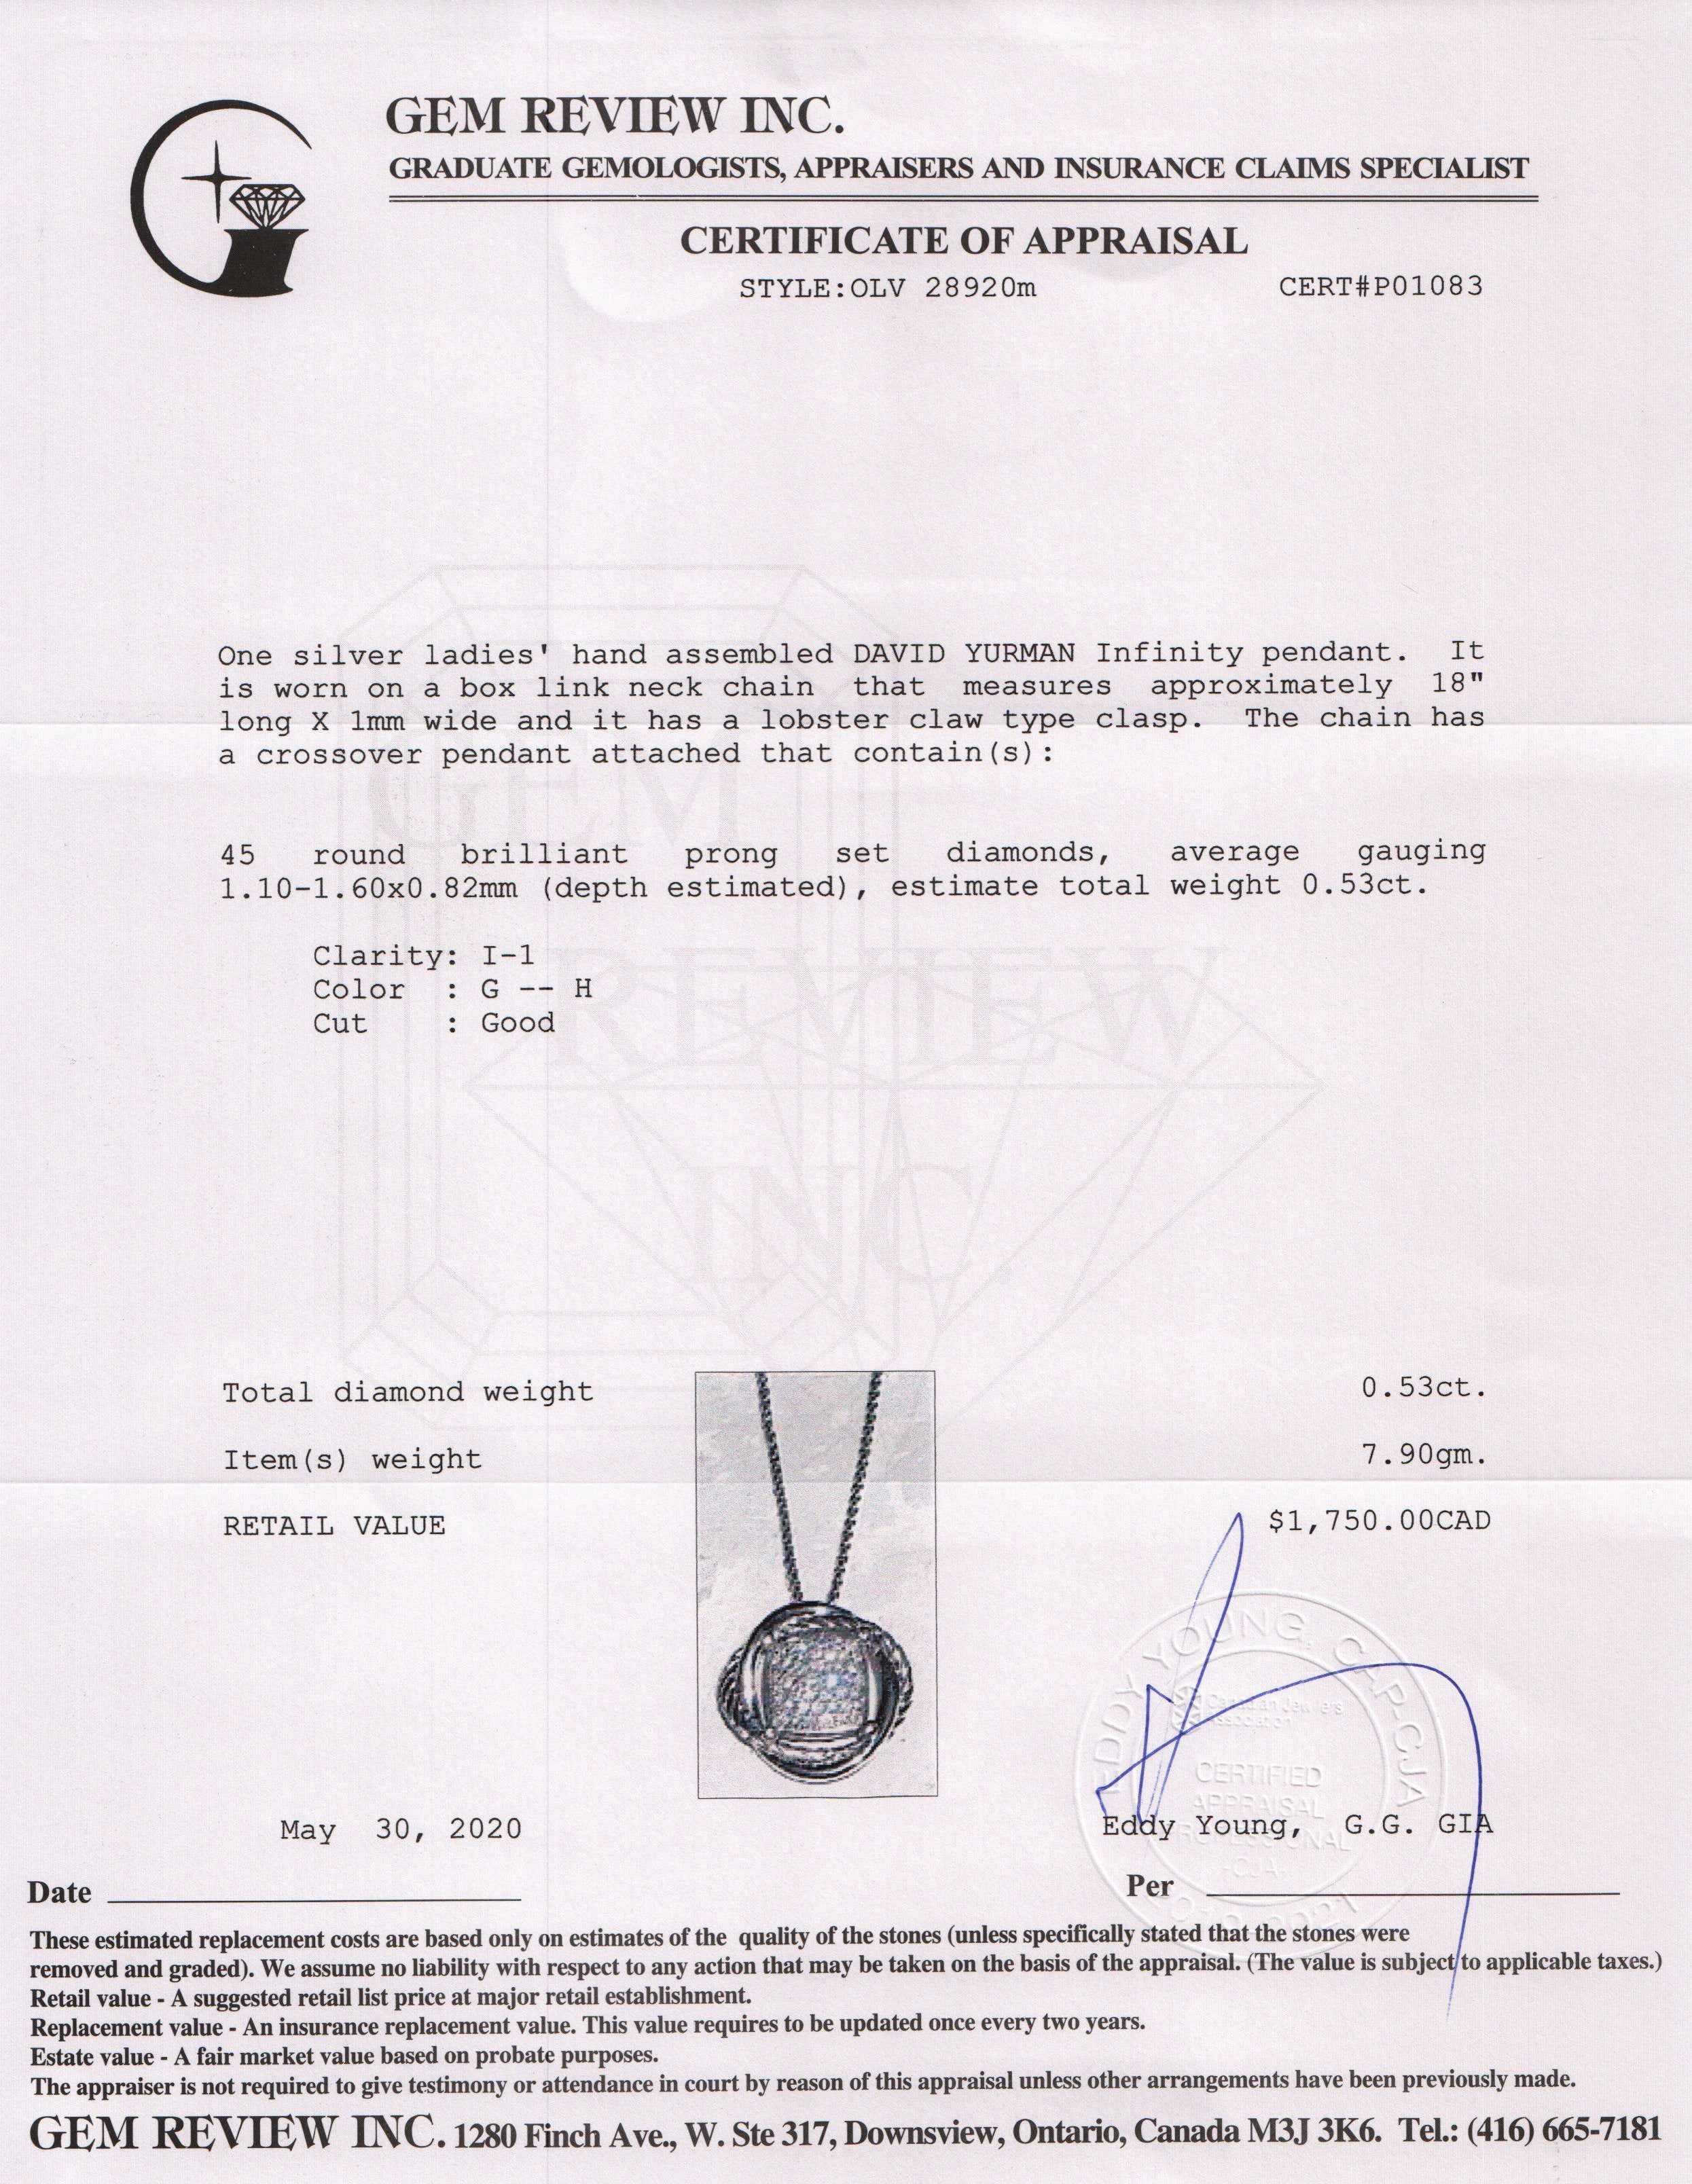 GEM REVIEW INC.
GRADUATE GEMOLOGISTS, APPRAISERS AND INSURANCE CLAIMS SPECIALIST
CERTIFICATE OF APPRAISAL
STYLE:OLV 28920m CERT#P01083
One silver ladies' hand assembled DAVID YURMAN Infinity pendant. It
is worn on a box link neck chain that measures approximately 18"
long X 1mm wide and it has a lobster claw type clasp. The chain has
a crossover pendant attached that contain(s):
GEM
45 round brilliant prong set diamonds, average gauging
1.10-1.60x0.82mm (depth estimated), estimate total weight 0.53ct.
Clarity: I-1
Color : G -- H
Cut : Good
REVIEW
INC.
Total diamond weight 0.53ct.
Item(s) weight 7.90gm.
RETAIL VALUE $1,750.00CAD
EDDY YOUNG, CAP-CJA
Canadian Jewellers
Association
CERTIFIED
APPRAISAL
PROFESSIONAL
-CJA-
May 30, 2020 Eddy Young, G.G. GIA
Date Per
These estimated replacement costs are based only on estimates of the quality of the stones (unless specifically stated that the stones were
removed and graded). We assume no liability with respect to any action that may be taken on the basis of the appraisal. (The value is subject to applicable taxes.)
Retail value - A suggested retail list price at major retail establishment.
Replacement value - An insurance replacement value. This value requires to be updated once every two years.
Estate value - A fair market value based on probate purposes.
The appraiser is not required to give testimony or attendance in court by reason of this appraisal unless other arrangements have been previously made.
GEM REVIEW INC. 1280 Finch Ave., W. Ste 317, Downsview, Ontario, Canada M3J 3K6. Tel.: (416) 665-7181